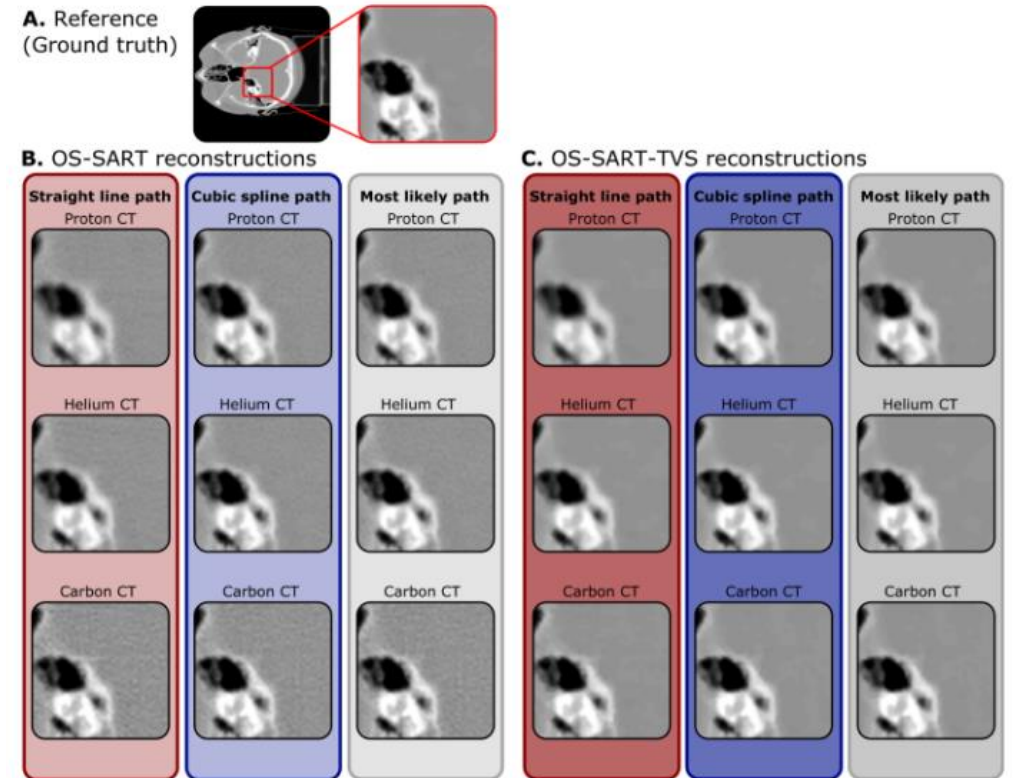 A. Reference
(Ground truth)
B. OS-SART reconstructions
Straight line path
Cubic spline path
Most likely path
Proton CT
Proton CT
Proton CT
Helium CT
Helium CT
Helium CT
Carbon CT
Carbon CT
Carbon CT
C. OS-SART-TVS reconstructions
Straight line path
Cubic spline path
Most likely path
Proton CT
Proton CT
Proton CT
Helium CT
Helium CT
Helium CT
Carbon CT
Carbon CT
Carbon CT